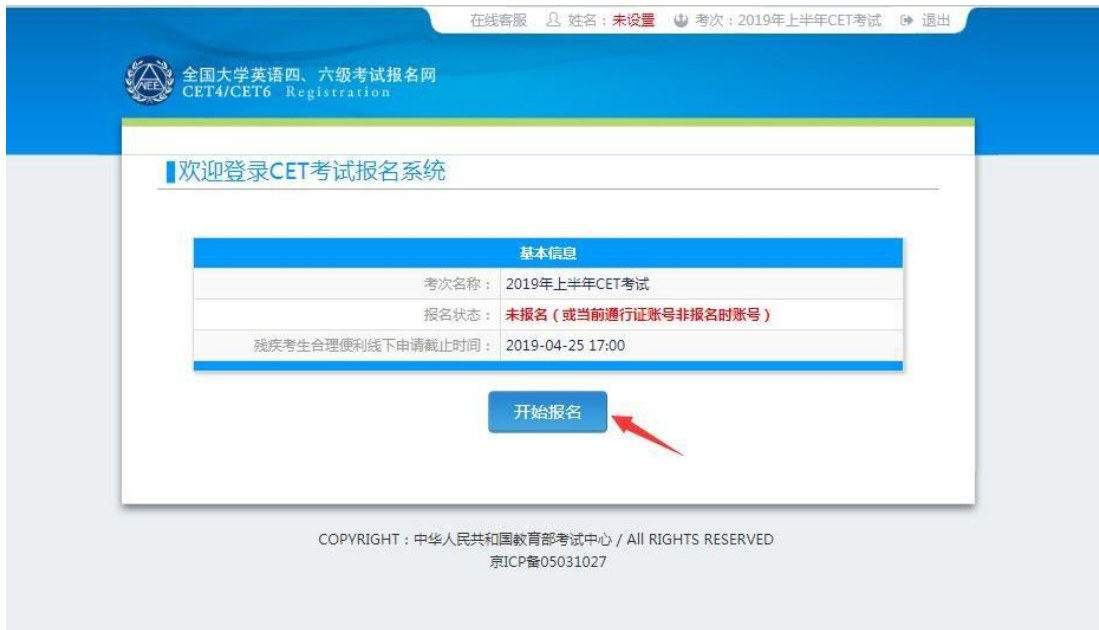 在线客服 姓名：未设置 考次：2019年上半年CET考试 退出
NEEA
全国大学英语四、六级考试报名网
CET4/CET6 Registration
欢迎登录CET考试报名系统
基本信息
考次名称： 2019年上半年CET考试
报名状态： 未报名（或当前通行证账号非报名时账号）
残疾考生合理便利线下申请截止时间： 2019-04-25 17:00
开始报名
COPYRIGHT：中华人民共和国教育部考试中心 / All RIGHTS RESERVED
京ICP备05031027